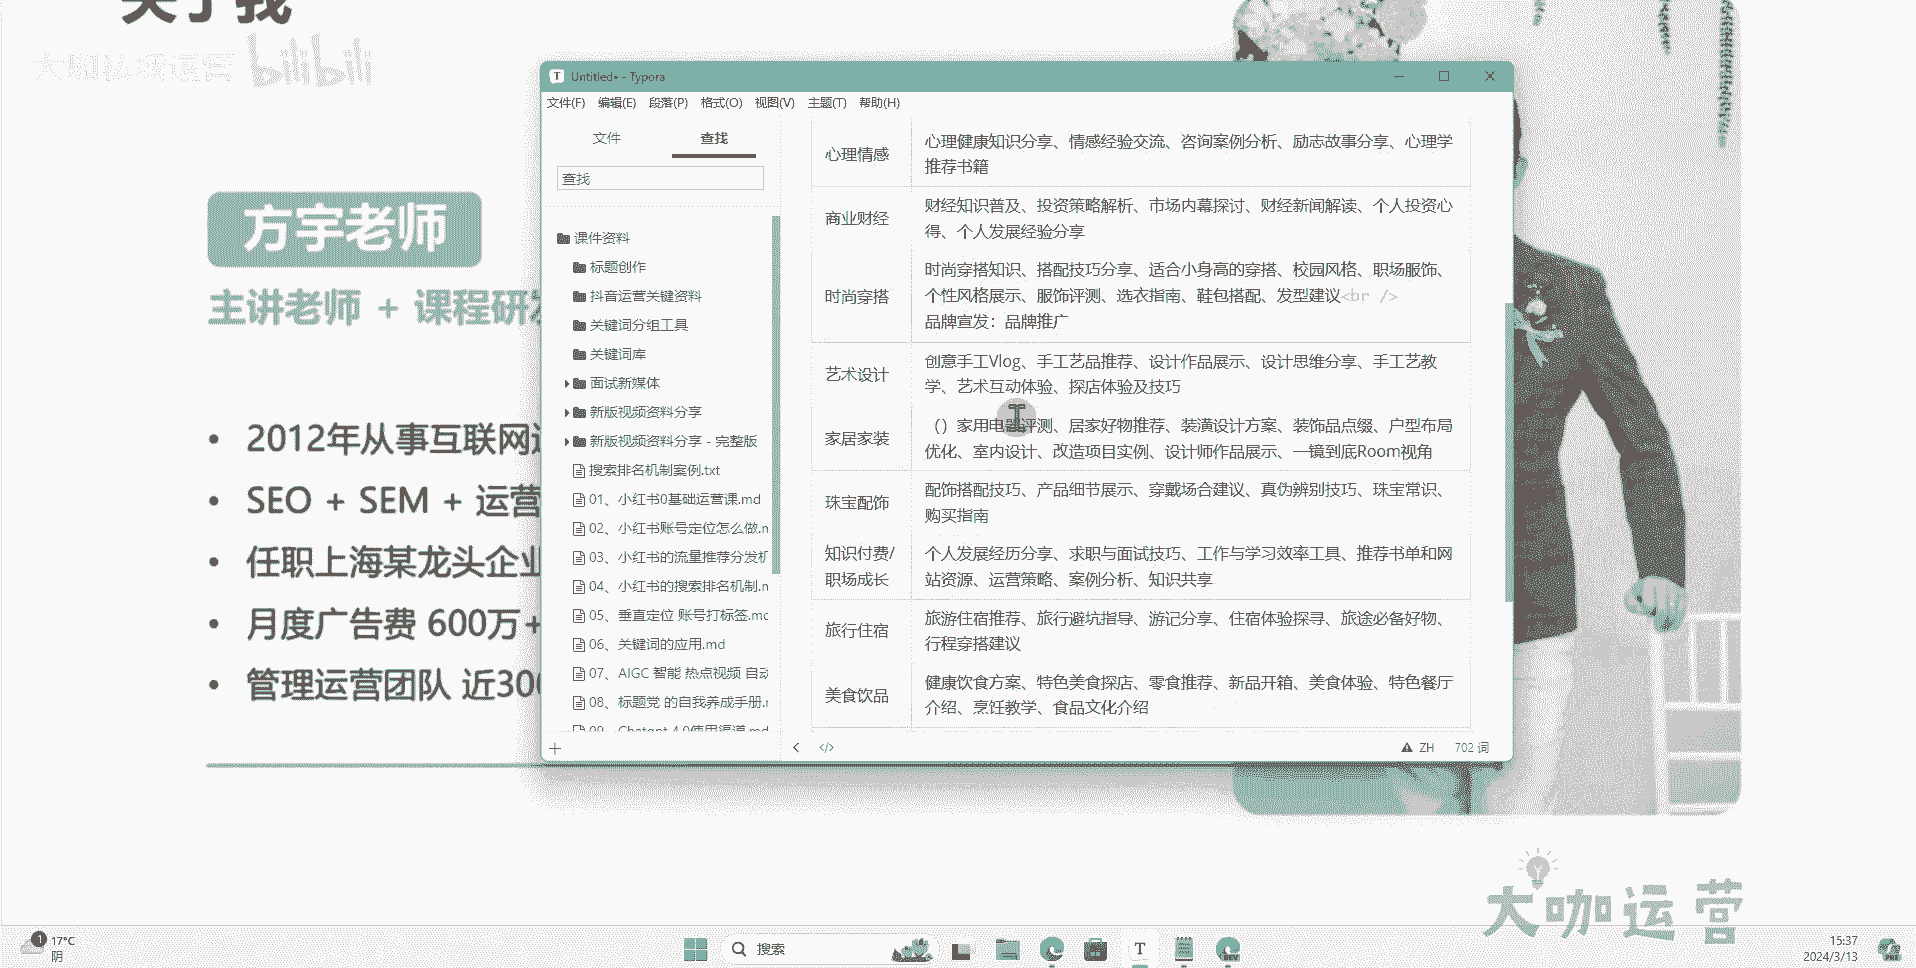 关于我
大咖私域运营 bilibili
方宇老师
主讲老师 + 课程研发
• 2012年从事互联网
• SEO + SEM + 运营
• 任职上海某龙头企业
• 月度广告费 600万+
• 管理运营团队 近300
Untitled• - Typora
文件(F) 编辑(E) 段落(P) 格式(O) 视图(V) 主题(T) 帮助(H)
文件 查找
查找
课件资料
标题创作
抖音运营关键资料
关键词分组工具
关键词库
面试新媒体
新版视频资料分享
新版视频资料分享 - 完整版
搜索排名机制案例.txt
01、小红书0基础运营课.md
02、小红书账号定位怎么做.m
03、小红书的流量推荐分发机
04、小红书的搜索排名机制.m
05、垂直定位 账号打标签.mc
06、关键词的应用.md
07、AIGC 智能 热点视频 自动
08、标题党 的自我养成手册.r
09、Chatgpt 4.0使用渠道.md
心理情感
心理健康知识分享、情感经验交流、咨询案例分析、励志故事分享、心理学
推荐书籍
商业财经
财经知识普及、投资策略解析、市场内幕探讨、财经新闻解读、个人投资心
得、个人发展经验分享
时尚穿搭
时尚穿搭知识、搭配技巧分享、适合小身高的穿搭、校园风格、职场服饰、
个性风格展示、服饰评测、选衣指南、鞋包搭配、发型建议<br />
品牌宣发：品牌推广
艺术设计
创意手工Vlog、手工艺品推荐、设计作品展示、设计思维分享、手工艺教
学、艺术互动体验、探店体验及技巧
家居家装
（）家用电器评测、居家好物推荐、装潢设计方案、装饰品点缀、户型布局
优化、室内设计、改造项目实例、设计师作品展示、一镜到底Room视角
珠宝配饰
配饰搭配技巧、产品细节展示、穿戴场合建议、真伪辨别技巧、珠宝常识、
购买指南
知识付费/
职场成长
个人发展经历分享、求职与面试技巧、工作与学习效率工具、推荐书单和网
站资源、运营策略、案例分析、知识共享
旅行住宿
旅游住宿推荐、旅行避坑指导、游记分享、住宿体验探寻、旅途必备好物、
行程穿搭建议
美食饮品
健康饮食方案、特色美食探店、零食推荐、新品开箱、美食体验、特色餐厅
介绍、烹饪教学、食品文化介绍
ZH 702 词
大咖运营
1 17°C
阴
搜索
15:37
2024/3/13